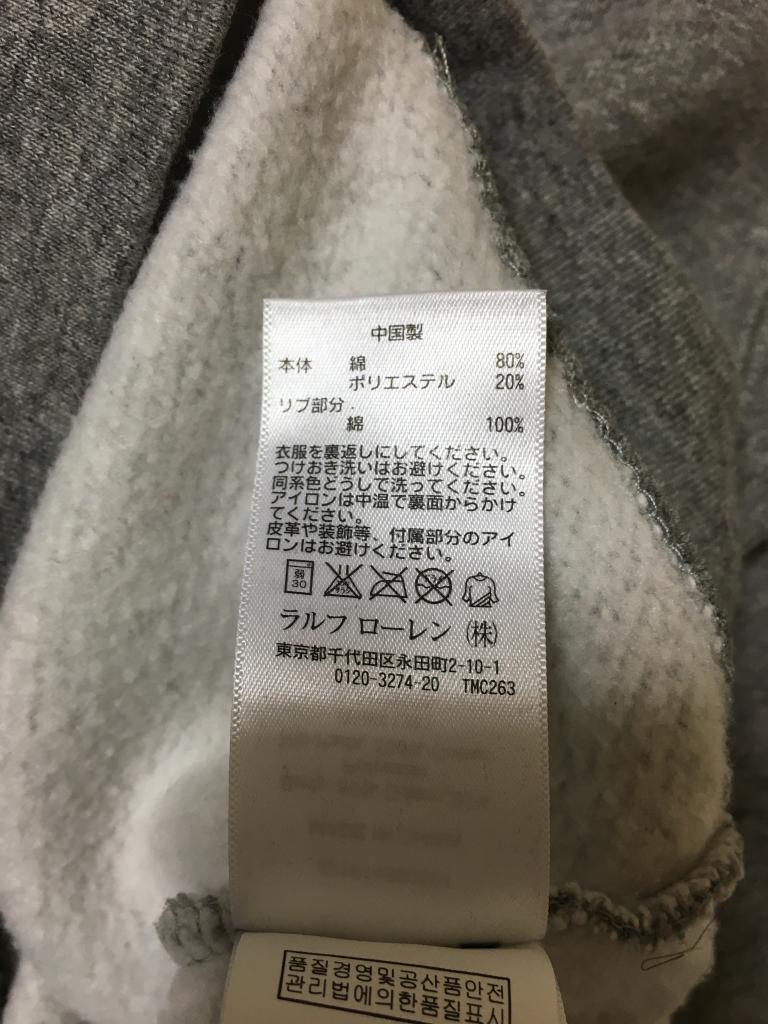 中国製
本体 綿 80%
ポリエステル 20%
リブ部分.
綿 100%
衣服を裏返しにしてください。
つけおき洗いはお避けください。
同系色どうしで洗ってください。
アイロンは中温で裏面からかけ
てください。
皮革や装飾等、付属部分のアイ
ロンはお避けください。
弱
30
ラルフ ローレン (株)
東京都千代田区永田町2-10-1
0120-3274-20 TMC263
품질경영및공산품안전
관리법에의한품질표시